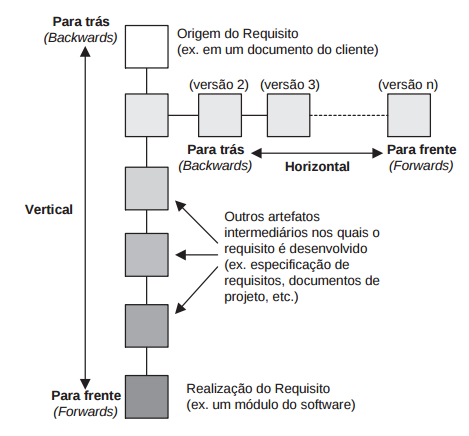 Para trás
(Backwards)
Origem do Requisito
(ex. em um documento do cliente)
(versão 2)
(versão 3)
(versão n)
Para trás
(Backwards)
Horizontal
Para frente
(Forwards)
Vertical
Outros artefatos
intermediários nos quais o
requisito é desenvolvido
(ex. especificação de
requisitos, documentos de
projeto, etc.)
Para frente
(Forwards)
Realização do Requisito
(ex. um módulo do software)